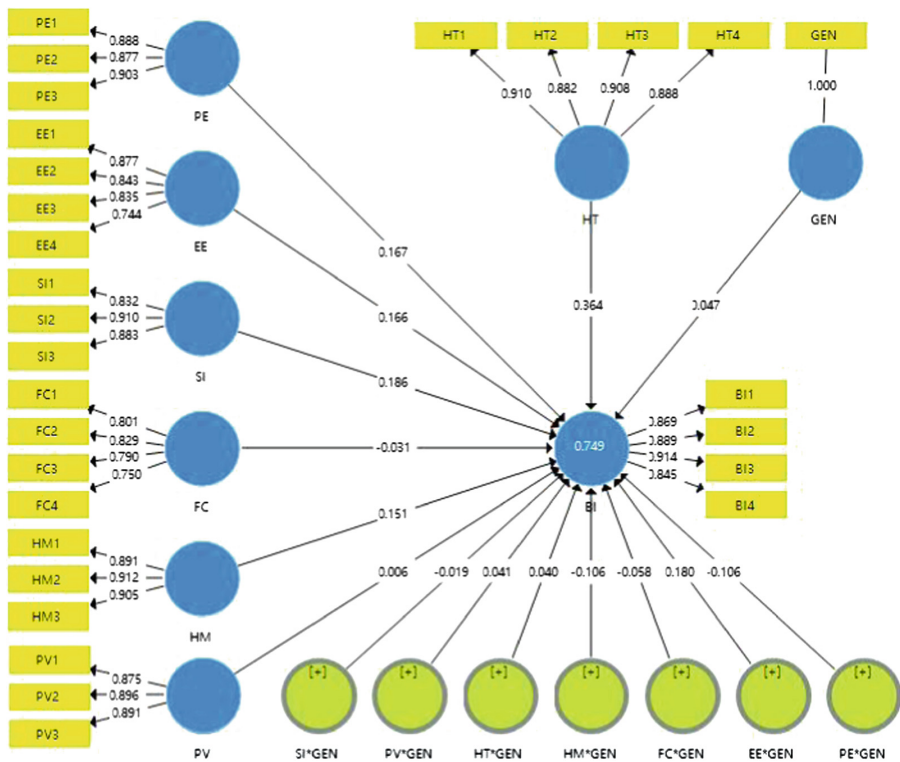 PE1
PE2
PE3
0.888
0.877
0.903
PE
EE1
EE2
EE3
EE4
0.877
0.843
0.835
0.744
EE
SI1
SI2
SI3
0.832
0.910
0.883
SI
FC1
FC2
FC3
FC4
0.801
0.829
0.790
0.750
FC
HM1
HM2
HM3
0.891
0.912
0.905
HM
PV1
PV2
PV3
0.875
0.896
0.891
PV
HT1 HT2 HT3 HT4 GEN
0.910 0.882 0.908 0.888 1.000
HT
GEN
0.167
0.166
0.186
-0.031
0.151
0.364
0.047
0.749
BI
0.869
0.889
0.914
0.845
BI1
BI2
BI3
BI4
0.006 -0.019 0.041 0.040 -0.106 -0.058 0.180 -0.106
[+] [+] [+] [+] [+] [+] [+]
SI*GEN PV*GEN HT*GEN HM*GEN FC*GEN EE*GEN PE*GEN